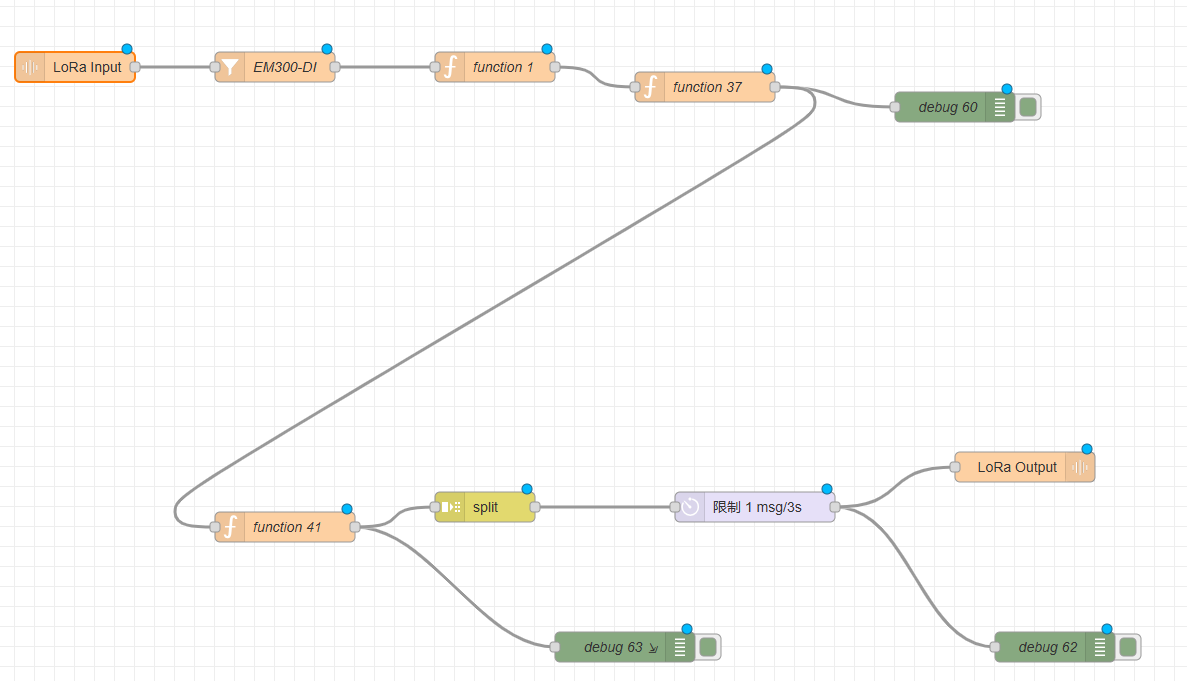 LoRa Input
EM300-DI
function 1
function 37
debug 60
LoRa Output
split
限制 1 msg/3s
function 41
debug 63
debug 62